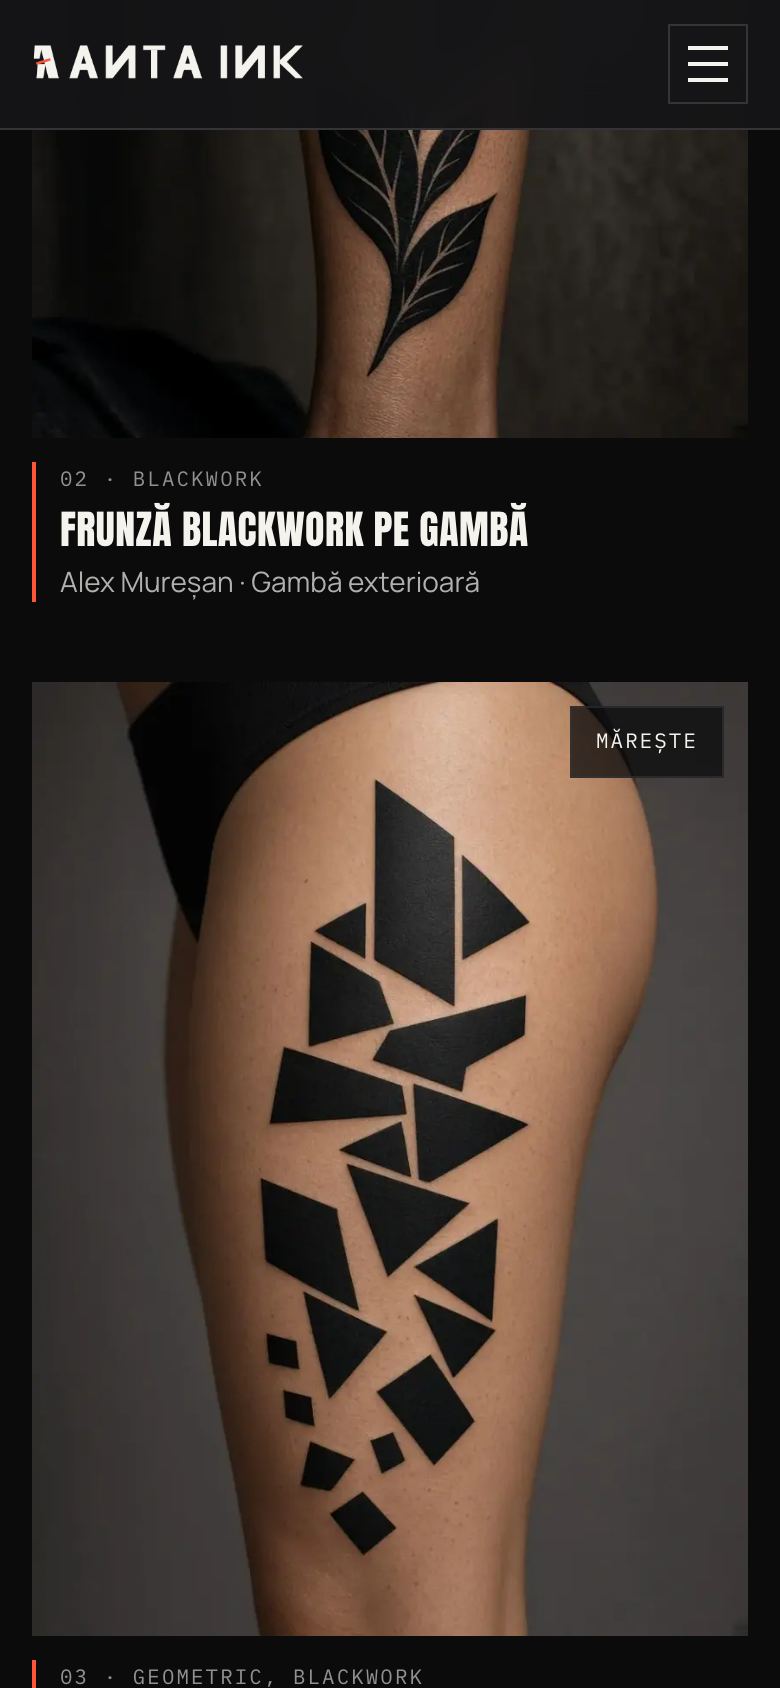 AANTA INK
02 · BLACKWORK
FRUNZĂ BLACKWORK PE GAMBĂ
Alex Mureșan · Gambă exterioară
MĂREȘTE
03 · GEOMETRIC, BLACKWORK